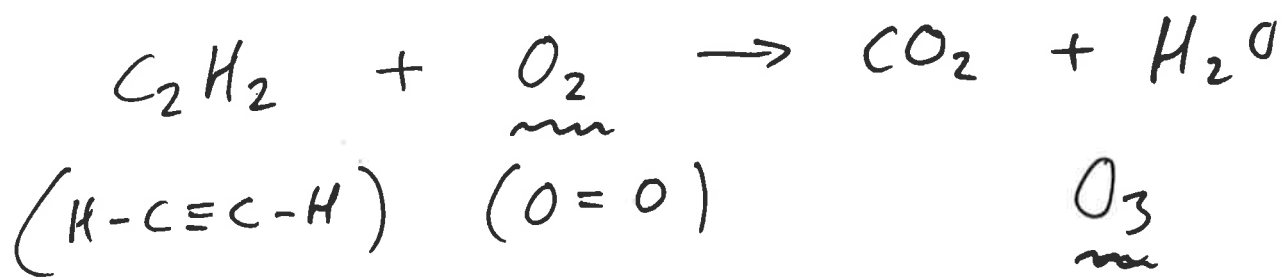 C₂H₂ + O₂ → CO₂ + H₂O
(H-C≡C-H) (O=O) O₃